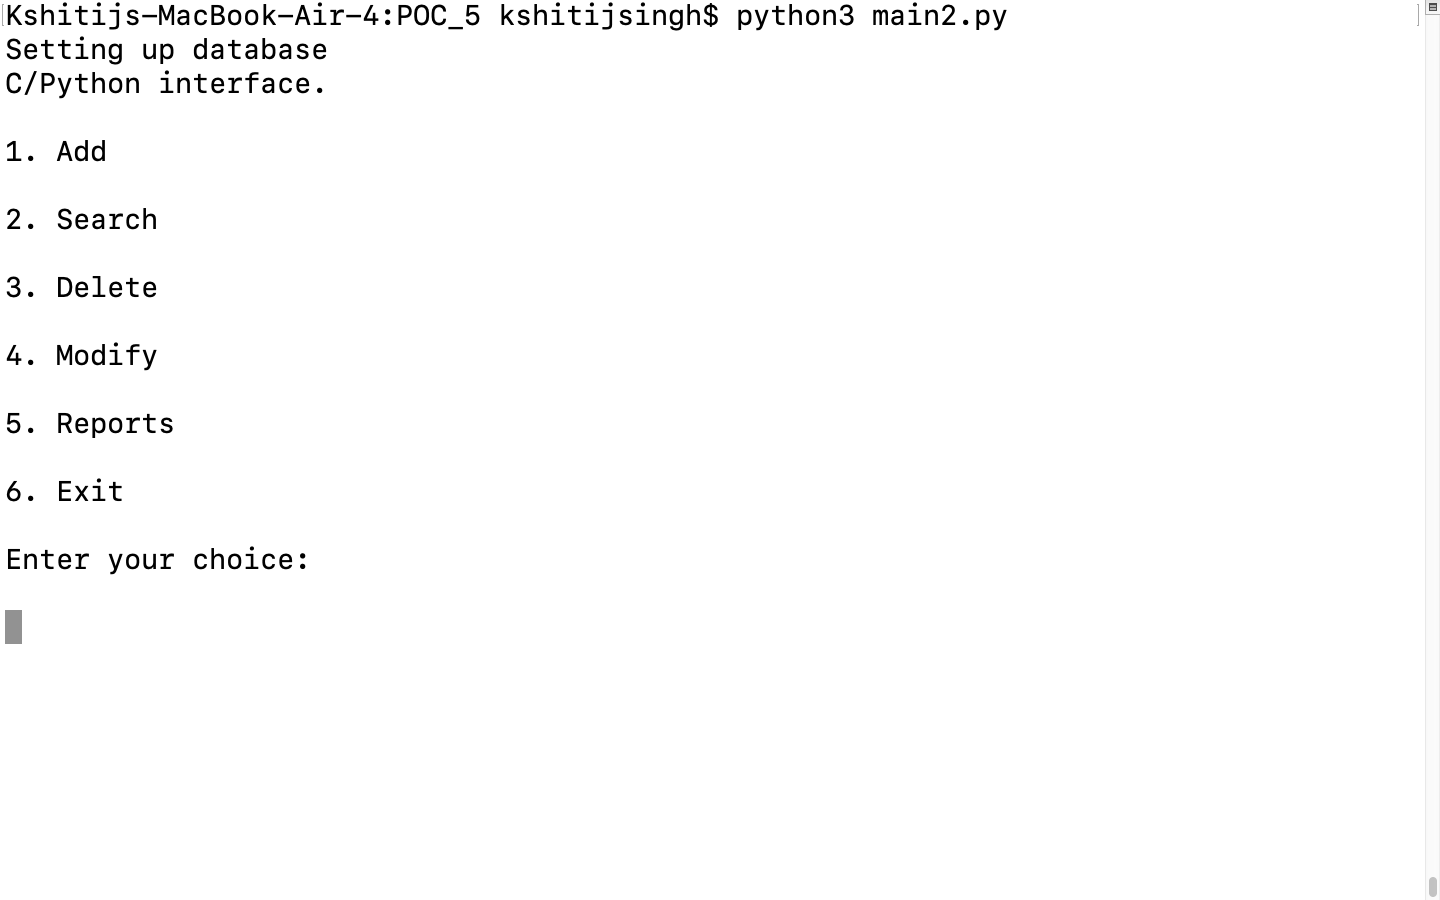 Kshitijs-MacBook-Air-4:POC_5 kshitijsingh$ python3 main2.py
Setting up database
C/Python interface.
1. Add
2. Search
3. Delete
4. Modify
5. Reports
6. Exit
Enter your choice: